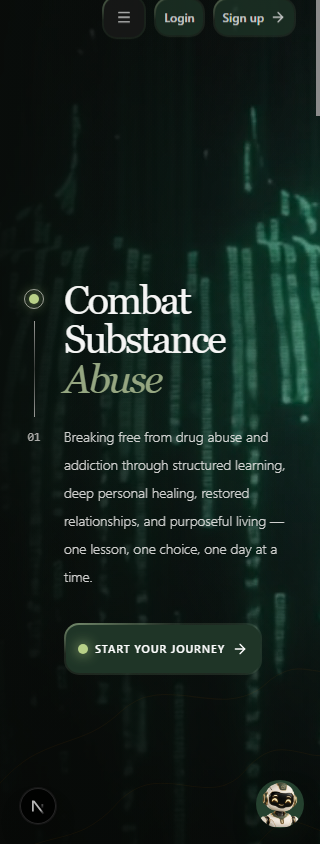 Login
Sign up
Combat
Substance
Abuse
01
Breaking free from drug abuse and
addiction through structured learning,
deep personal healing, restored
relationships, and purposeful living —
one lesson, one choice, one day at a
time.
START YOUR JOURNEY
N